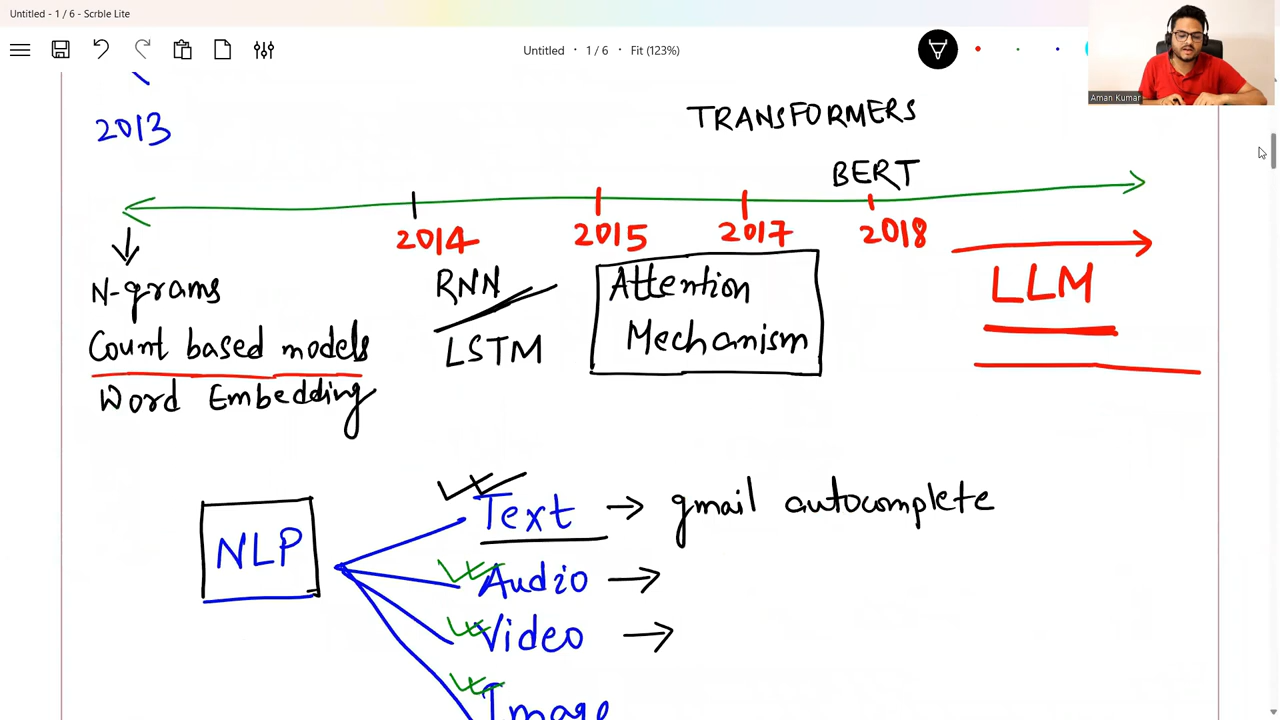 Untitled - 1 / 6 - Scrble Lite
Untitled • 1 / 6 • Fit (123%)
Aman Kumar
2013
TRANSFORMERS
BERT
2014
2015
2017
2018
N-grams
Count based models
Word Embedding
RNN
LSTM
Attention
Mechanism
LLM
NLP
Text → gmail autocomplete
Audio →
Video →
Image